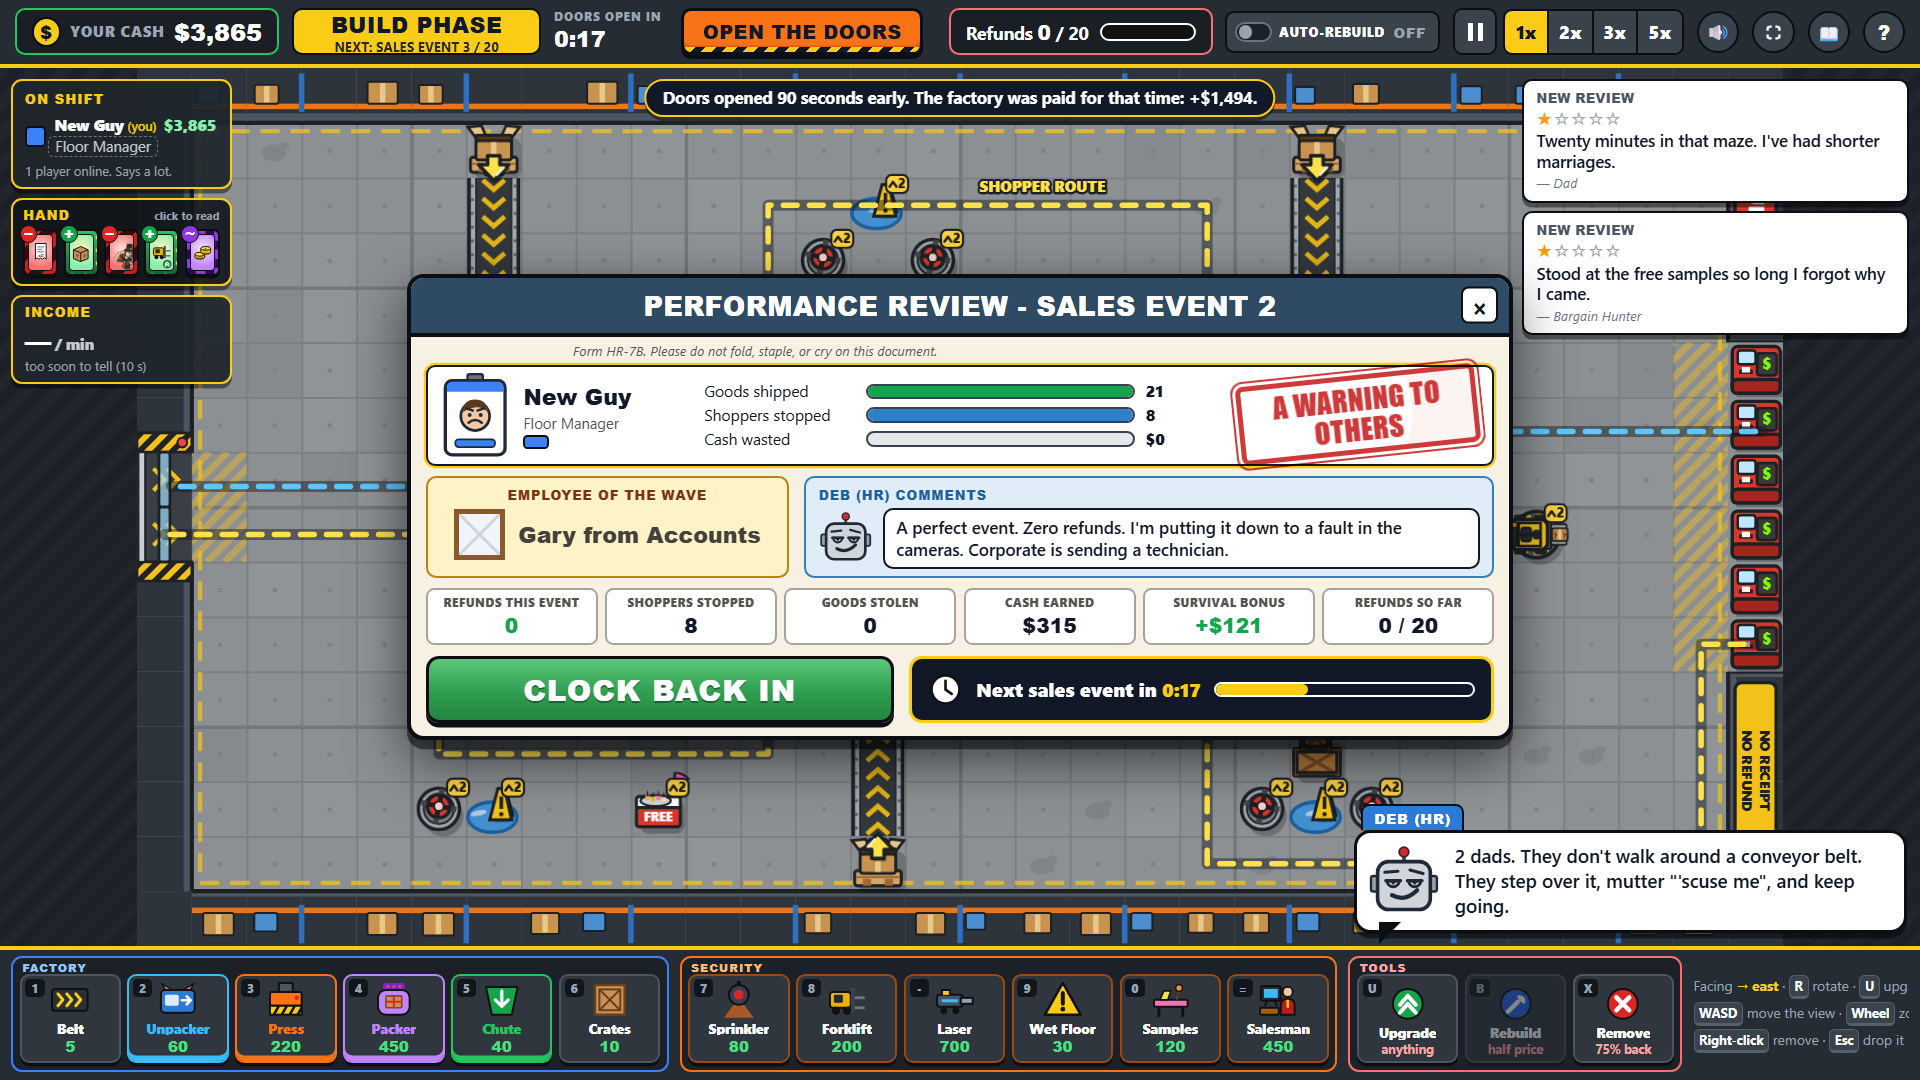 YOUR CASH $3,865
BUILD PHASE
NEXT: SALES EVENT 3 / 20
DOORS OPEN IN
0:17
OPEN THE DOORS
Refunds 0 / 20
AUTO-REBUILD OFF
1x 2x 3x 5x
?
ON SHIFT
New Guy (you) $3,865
Floor Manager
1 player online. Says a lot.
HAND click to read
INCOME
— / min
too soon to tell (10 s)
Doors opened 90 seconds early. The factory was paid for that time: +$1,494.
SHOPPER ROUTE
NEW REVIEW
Twenty minutes in that maze. I've had shorter
marriages.
— Dad
NEW REVIEW
Stood at the free samples so long I forgot why
I came.
— Bargain Hunter
PERFORMANCE REVIEW - SALES EVENT 2
×
Form HR-7B. Please do not fold, staple, or cry on this document.
New Guy
Floor Manager
Goods shipped 21
Shoppers stopped 8
Cash wasted $0
A WARNING TO
OTHERS
EMPLOYEE OF THE WAVE
Gary from Accounts
DEB (HR) COMMENTS
A perfect event. Zero refunds. I'm putting it down to a fault in the
cameras. Corporate is sending a technician.
REFUNDS THIS EVENT
0
SHOPPERS STOPPED
8
GOODS STOLEN
0
CASH EARNED
$315
SURVIVAL BONUS
+$121
REFUNDS SO FAR
0 / 20
CLOCK BACK IN
Next sales event in 0:17
FREE
NO RECEIPT
NO REFUND
DEB (HR)
2 dads. They don't walk around a conveyor belt.
They step over it, mutter "'scuse me", and keep
going.
FACTORY
1 Belt 5
2 Unpacker 60
3 Press 220
4 Packer 450
5 Chute 40
6 Crates 10
SECURITY
7 Sprinkler 80
8 Forklift 200
- Laser 700
9 Wet Floor 30
0 Samples 120
= Salesman 450
TOOLS
U Upgrade anything
B Rebuild half price
X Remove 75% back
Facing → east · R rotate · U upg
WASD move the view · Wheel zo
Right-click remove · Esc drop it